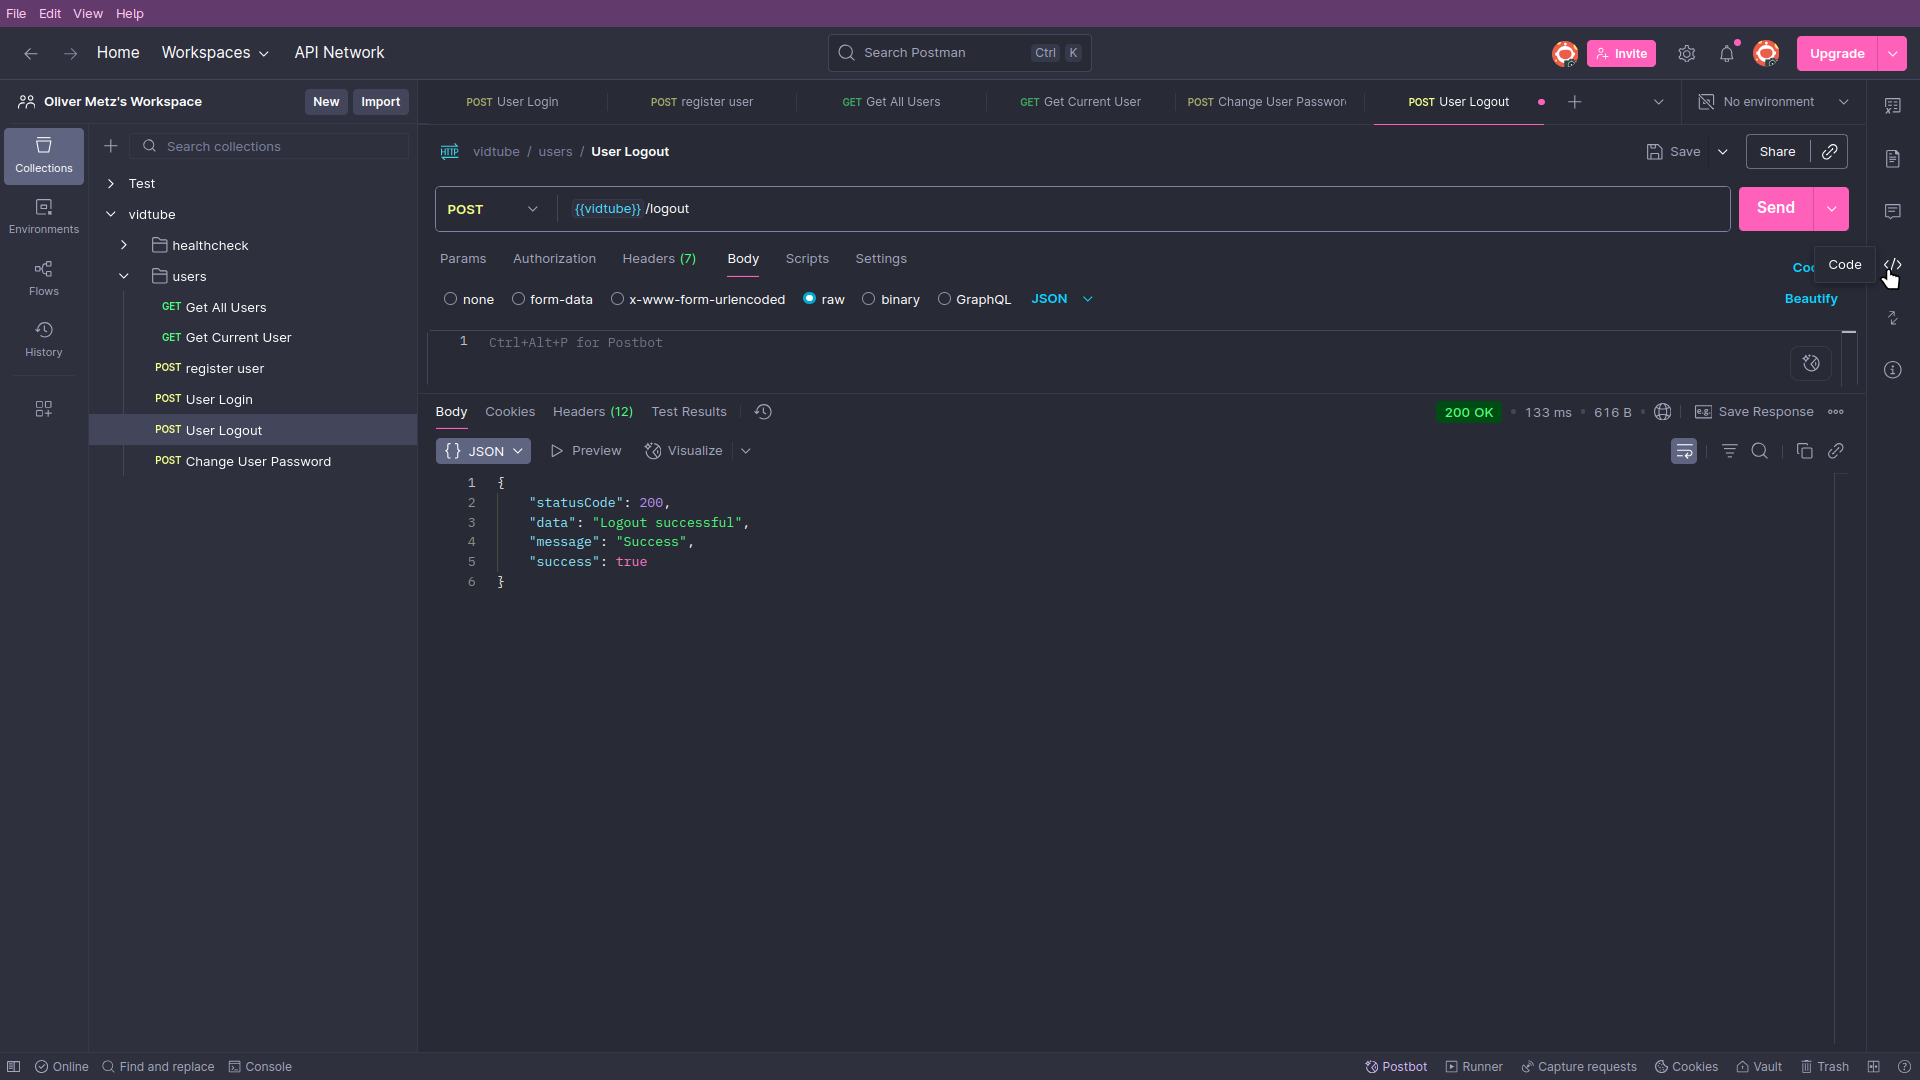 File Edit View Help
Home Workspaces API Network Search Postman Ctrl K Invite Upgrade
Oliver Metz's Workspace New Import
POST User Login POST register user GET Get All Users GET Get Current User POST Change User Passwor POST User Logout No environment
Collections
Environments
Flows
History
Search collections
Test
vidtube
healthcheck
users
GET Get All Users
GET Get Current User
POST register user
POST User Login
POST User Logout
POST Change User Password
HTTP vidtube / users / User Logout Save Share
POST {{vidtube}} /logout Send
Params Authorization Headers (7) Body Scripts Settings Coo Code
none form-data x-www-form-urlencoded raw binary GraphQL JSON Beautify
1 Ctrl+Alt+P for Postbot
Body Cookies Headers (12) Test Results 200 OK 133 ms 616 B e.g. Save Response
{ } JSON Preview Visualize
1 {
2 "statusCode": 200,
3 "data": "Logout successful",
4 "message": "Success",
5 "success": true
6 }
Online Find and replace Console Postbot Runner Capture requests Cookies Vault Trash